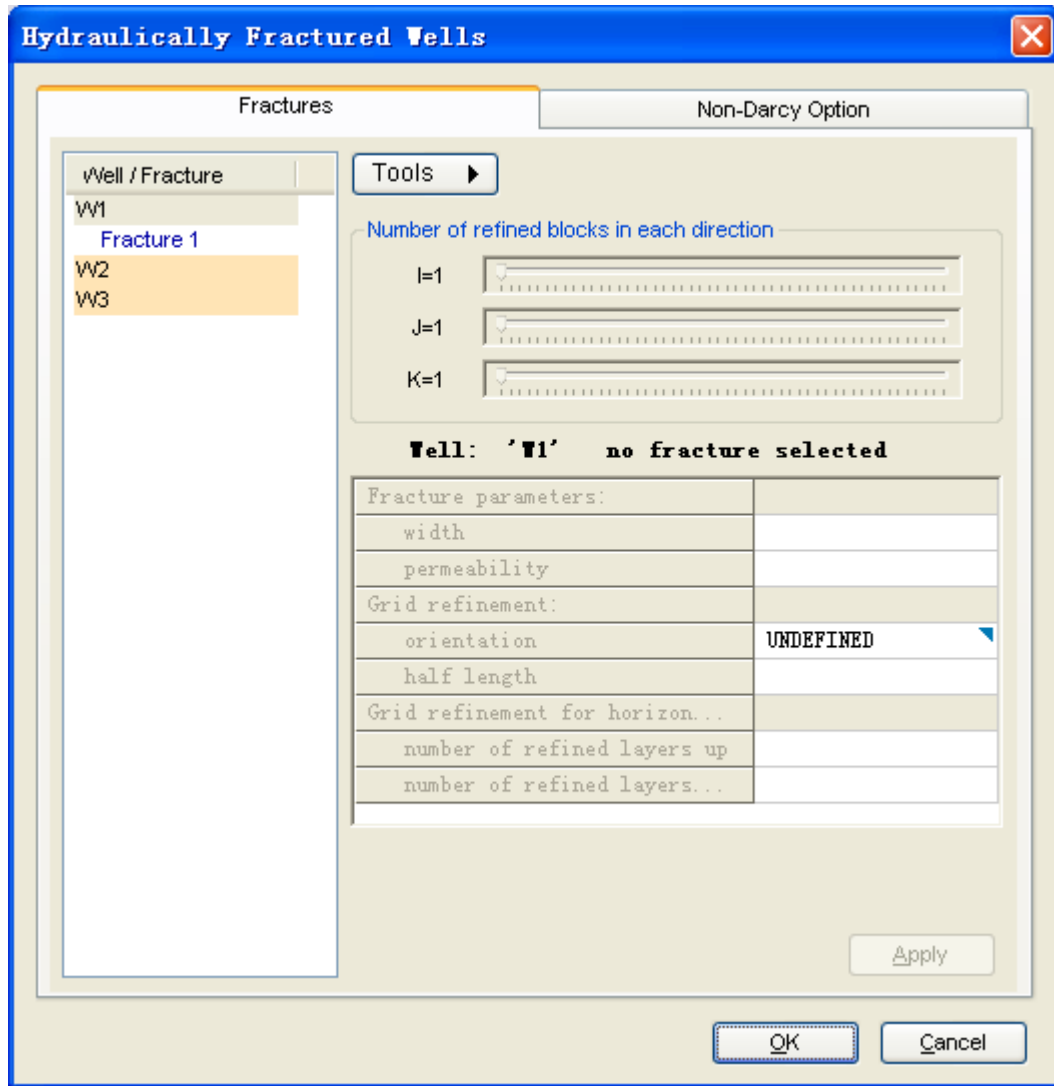 Hydraulically Fractured Wells
Fractures
Non-Darcy Option
Well / Fracture
W1
Fracture 1
W2
W3
Tools
Number of refined blocks in each direction
I=1
J=1
K=1
Well: 'W1' no fracture selected
Fracture parameters:
width
permeability
Grid refinement:
orientation UNDEFINED
half length
Grid refinement for horizon...
number of refined layers up
number of refined layers...
Apply
OK Cancel